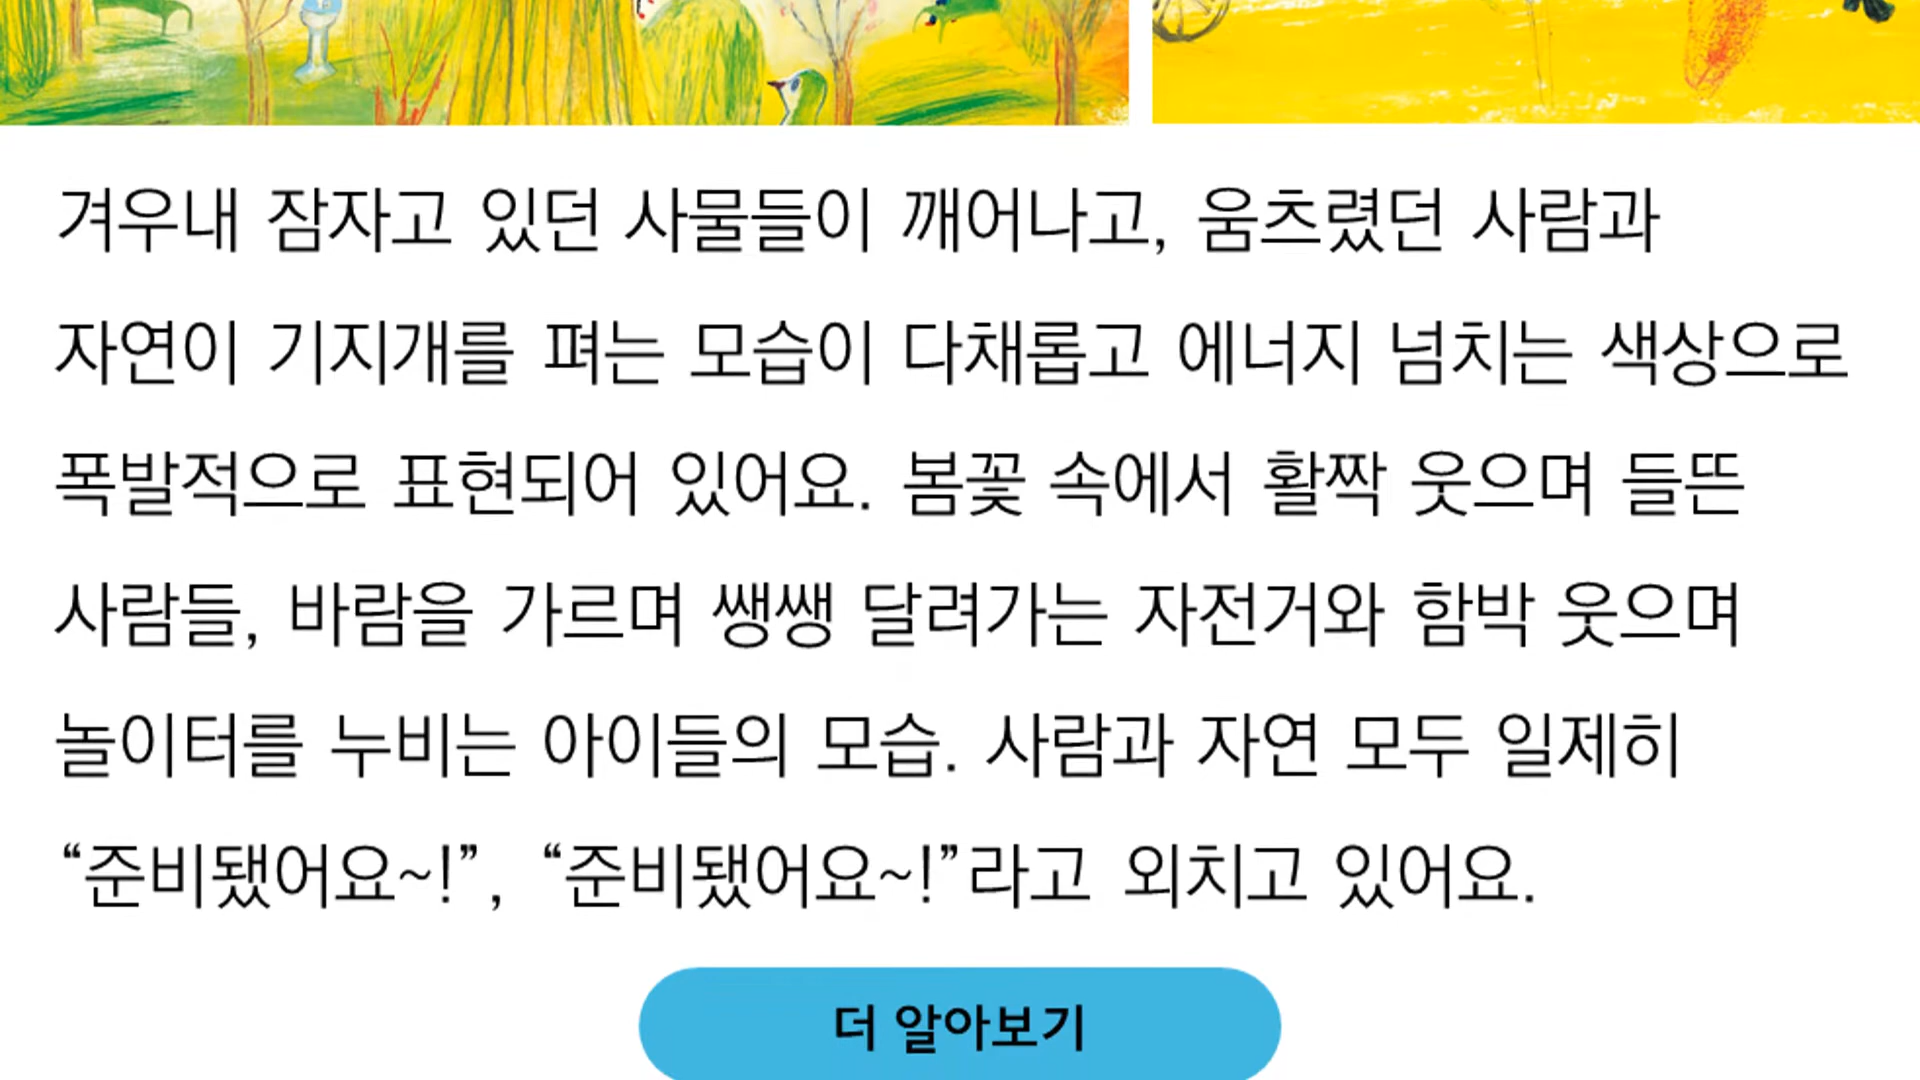 겨우내 잠자고 있던 사물들이 깨어나고, 움츠렸던 사람과
자연이 기지개를 펴는 모습이 다채롭고 에너지 넘치는 색상으로
폭발적으로 표현되어 있어요. 봄꽃 속에서 활짝 웃으며 들뜬
사람들, 바람을 가르며 쌩쌩 달려가는 자전거와 함박 웃으며
놀이터를 누비는 아이들의 모습. 사람과 자연 모두 일제히
“준비됐어요~!”, “준비됐어요~!”라고 외치고 있어요.
더 알아보기